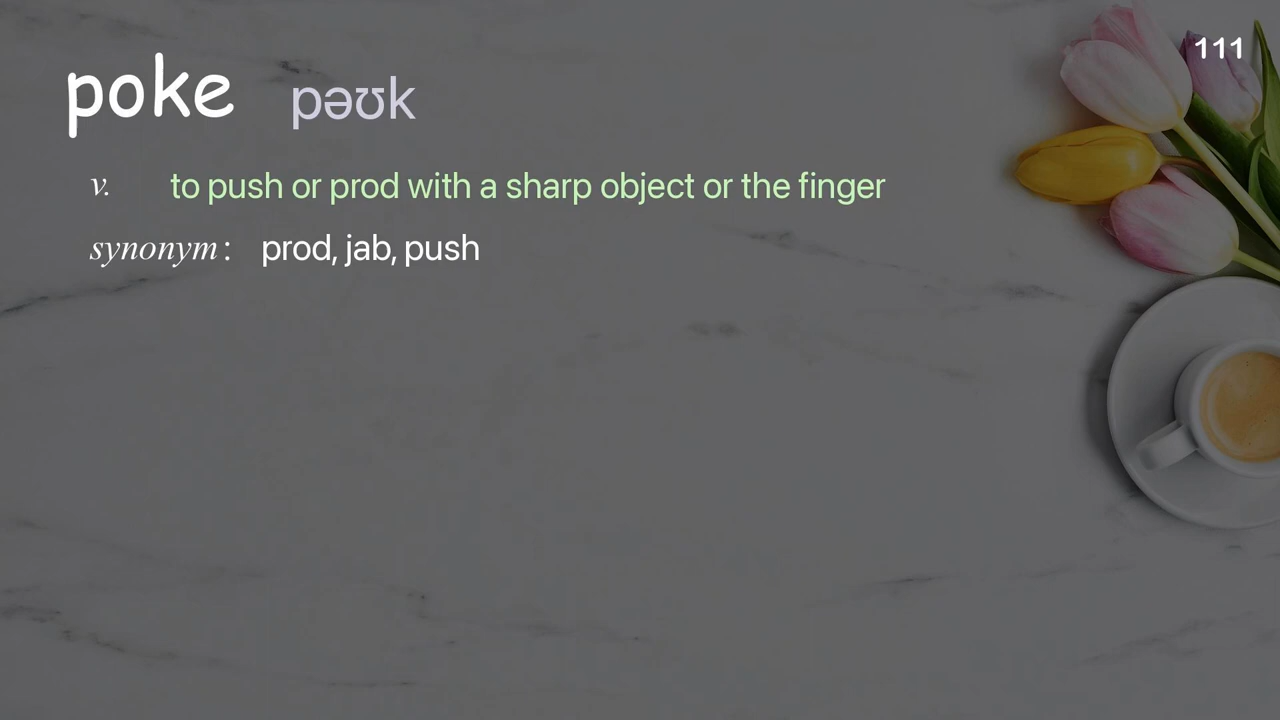 111
poke pəʊk
v. to push or prod with a sharp object or the finger
synonym: prod, jab, push